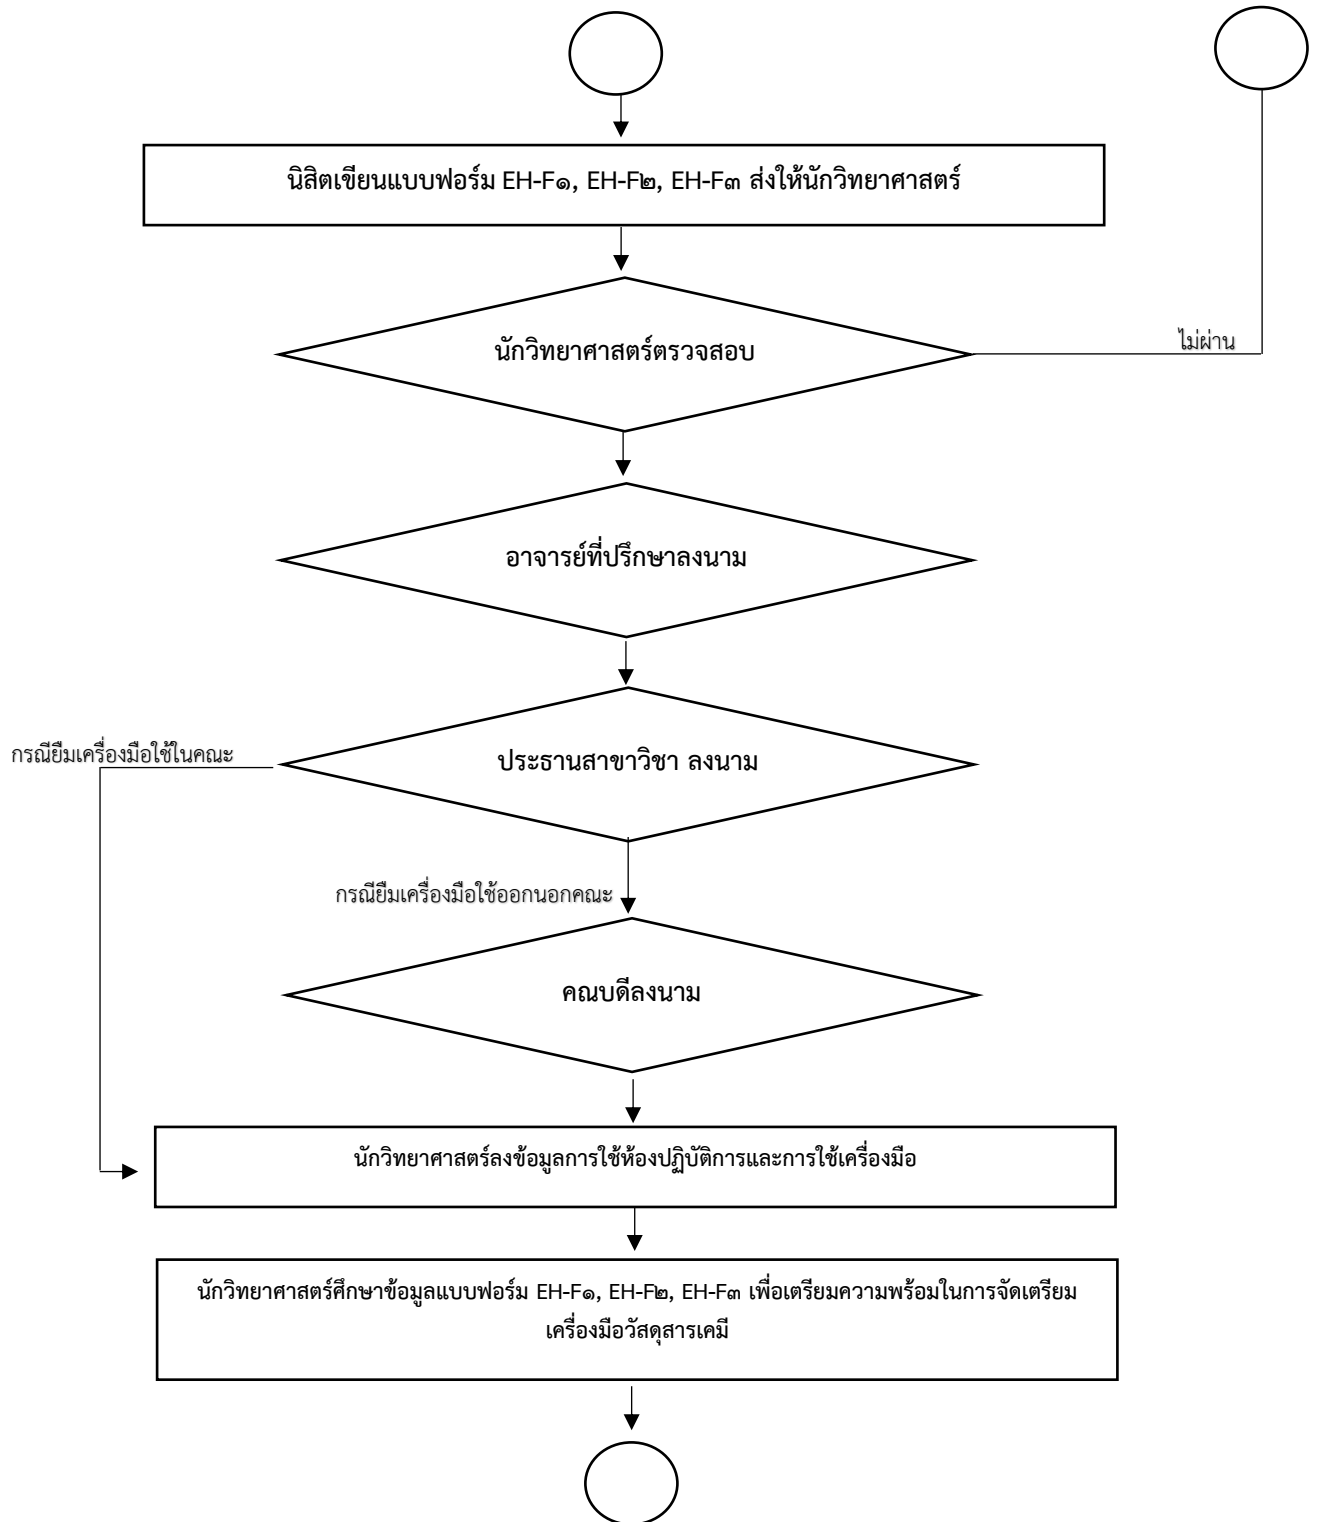 นิสิตเขียนแบบฟอร์ม EH-F๑, EH-F๒, EH-F๓ ส่งให้นักวิทยาศาสตร์
นักวิทยาศาสตร์ตรวจสอบ
ไม่ผ่าน
อาจารย์ที่ปรึกษาลงนาม
กรณียืมเครื่องมือใช้ในคณะ
ประธานสาขาวิชา ลงนาม
กรณียืมเครื่องมือใช้ออกนอกคณะ
คณบดีลงนาม
นักวิทยาศาสตร์ลงข้อมูลการใช้ห้องปฏิบัติการและการใช้เครื่องมือ
นักวิทยาศาสตร์ศึกษาข้อมูลแบบฟอร์ม EH-F๑, EH-F๒, EH-F๓ เพื่อเตรียมความพร้อมในการจัดเตรียม
เครื่องมือวัสดุสารเคมี